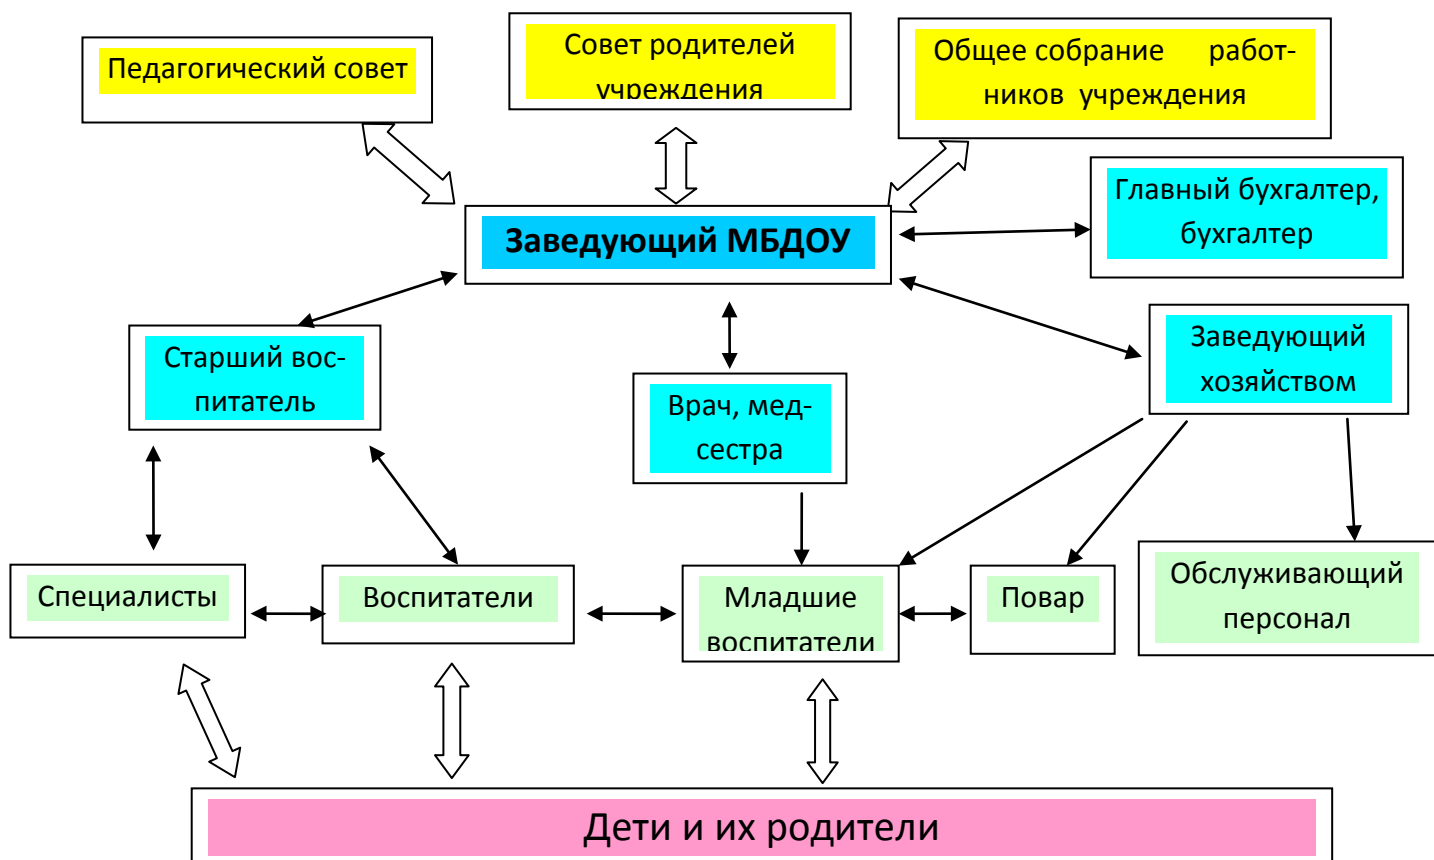 Педагогический совет
Совет родителей
учреждения
Общее собрание работ-
ников учреждения
Главный бухгалтер,
бухгалтер
Заведующий МБДОУ
Старший вос-
питатель
Врач, мед-
сестра
Заведующий
хозяйством
Специалисты
Воспитатели
Младшие
воспитатели
Повар
Обслуживающий
персонал
Дети и их родители